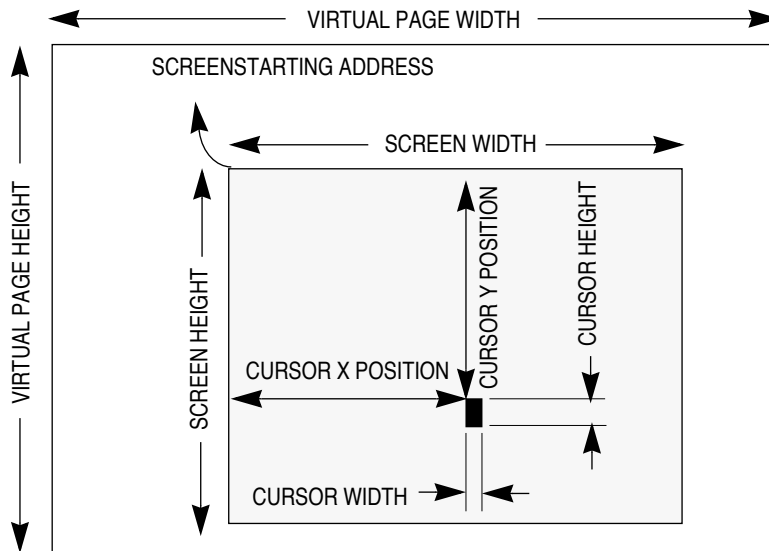 VIRTUAL PAGE WIDTH
SCREENSTARTING ADDRESS
SCREEN WIDTH
VIRTUAL PAGE HEIGHT
SCREEN HEIGHT
CURSOR Y POSITION
CURSOR HEIGHT
CURSOR X POSITION
CURSOR WIDTH